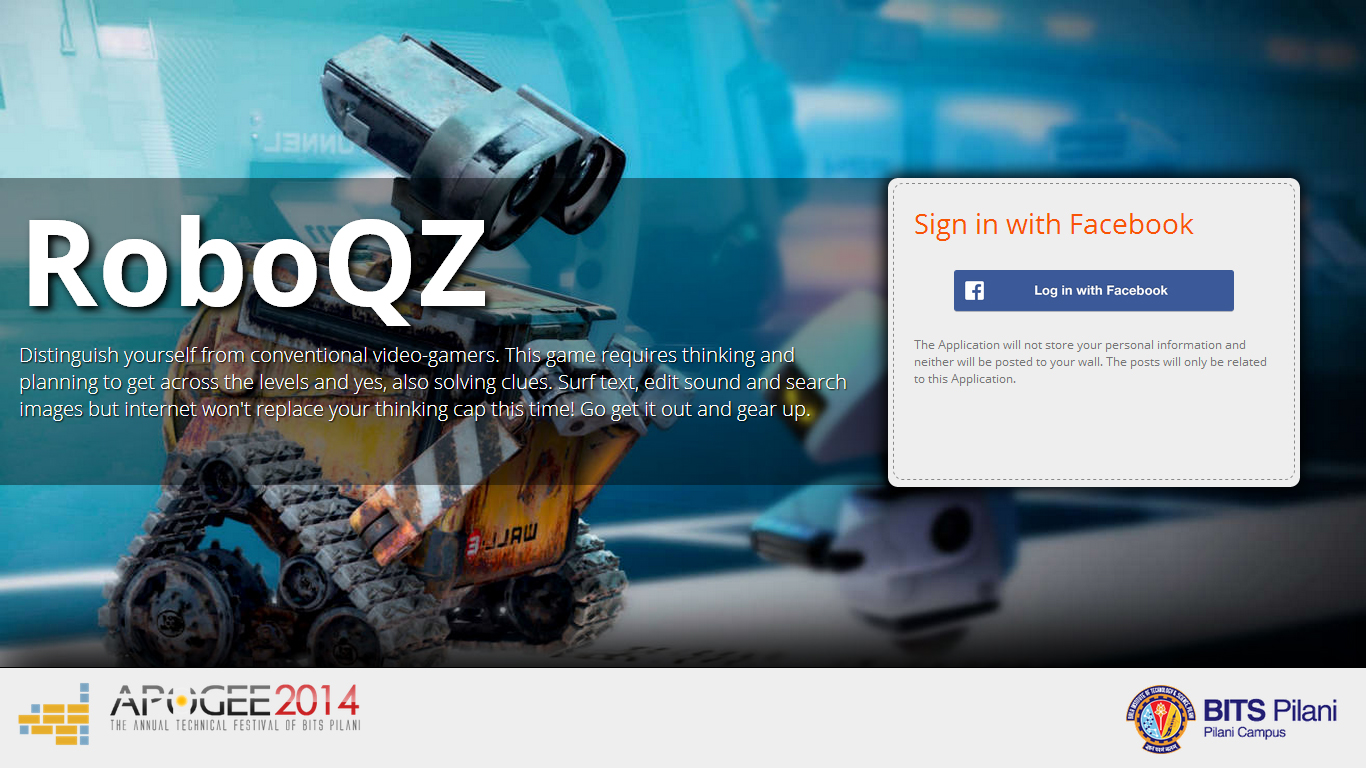 RoboQZ
Distinguish yourself from conventional video-gamers. This game requires thinking and
planning to get across the levels and yes, also solving clues. Surf text, edit sound and search
images but internet won't replace your thinking cap this time! Go get it out and gear up.
Sign in with Facebook
Log in with Facebook
The Application will not store your personal information and
neither will be posted to your wall. The posts will only be related
to this Application.
WALL-E
APOGEE 2014
THE ANNUAL TECHNICAL FESTIVAL OF BITS PILANI
BITS Pilani
Pilani Campus